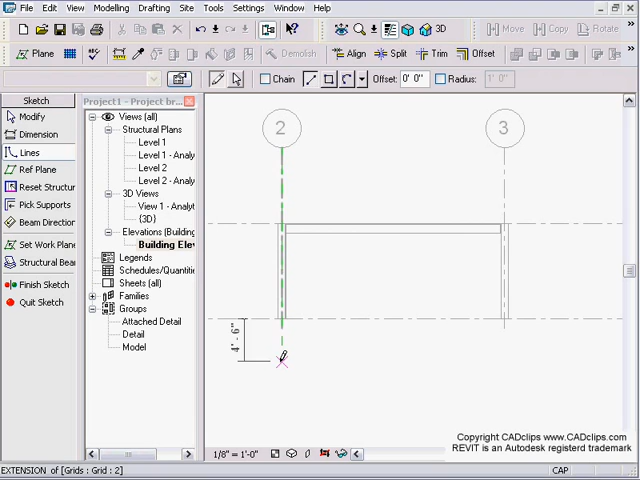 File Edit View Modelling Drafting Site Tools Settings Window Help
3D Move Copy Rotate
Plane Demolish Align Split Trim Offset
Chain Offset: 0' 0" Radius: 1' 0"
Sketch
Modify
Dimension
Lines
Ref Plane
Reset Structur
Pick Supports
Beam Direction
Set Work Plane
Structural Bea
Finish Sketch
Quit Sketch
Project1 - Project br...
Views (all)
Structural Plans
Level 1
Level 1 - Analy
Level 2
Level 2 - Analy
3D Views
View 1 - Analyt
{3D}
Elevations (Building
Building Elev
Legends
Schedules/Quantitie
Sheets (all)
Families
Groups
Attached Detail
Detail
Model
2
3
4' - 6"
Copyright CADclips www.CADclips.com
REVIT is an Autodesk registerd trademark
1/8" = 1'-0"
EXTENSION of [Grids : Grid : 2] CAP